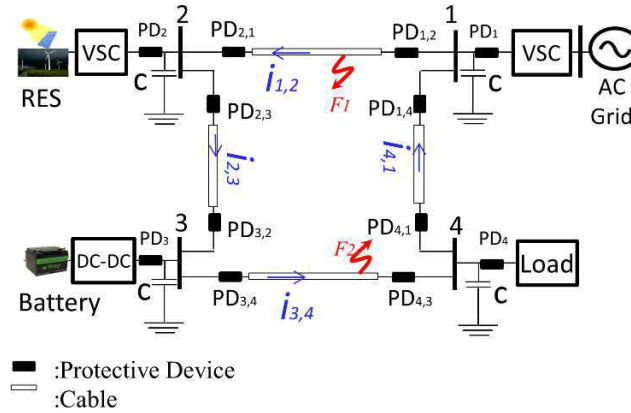 2
1
PD2
PD2,1
PD1,2
PD1
VSC
VSC
C
i1,2
C
RES
F1
AC
Grid
PD2,3
PD1,4
i2,3
i4,1
3
4
PD3,2
PD4,1
F2
PD3
PD4
DC-DC
Load
C
C
Battery
PD3,4
i3,4
PD4,3
:Protective Device
:Cable